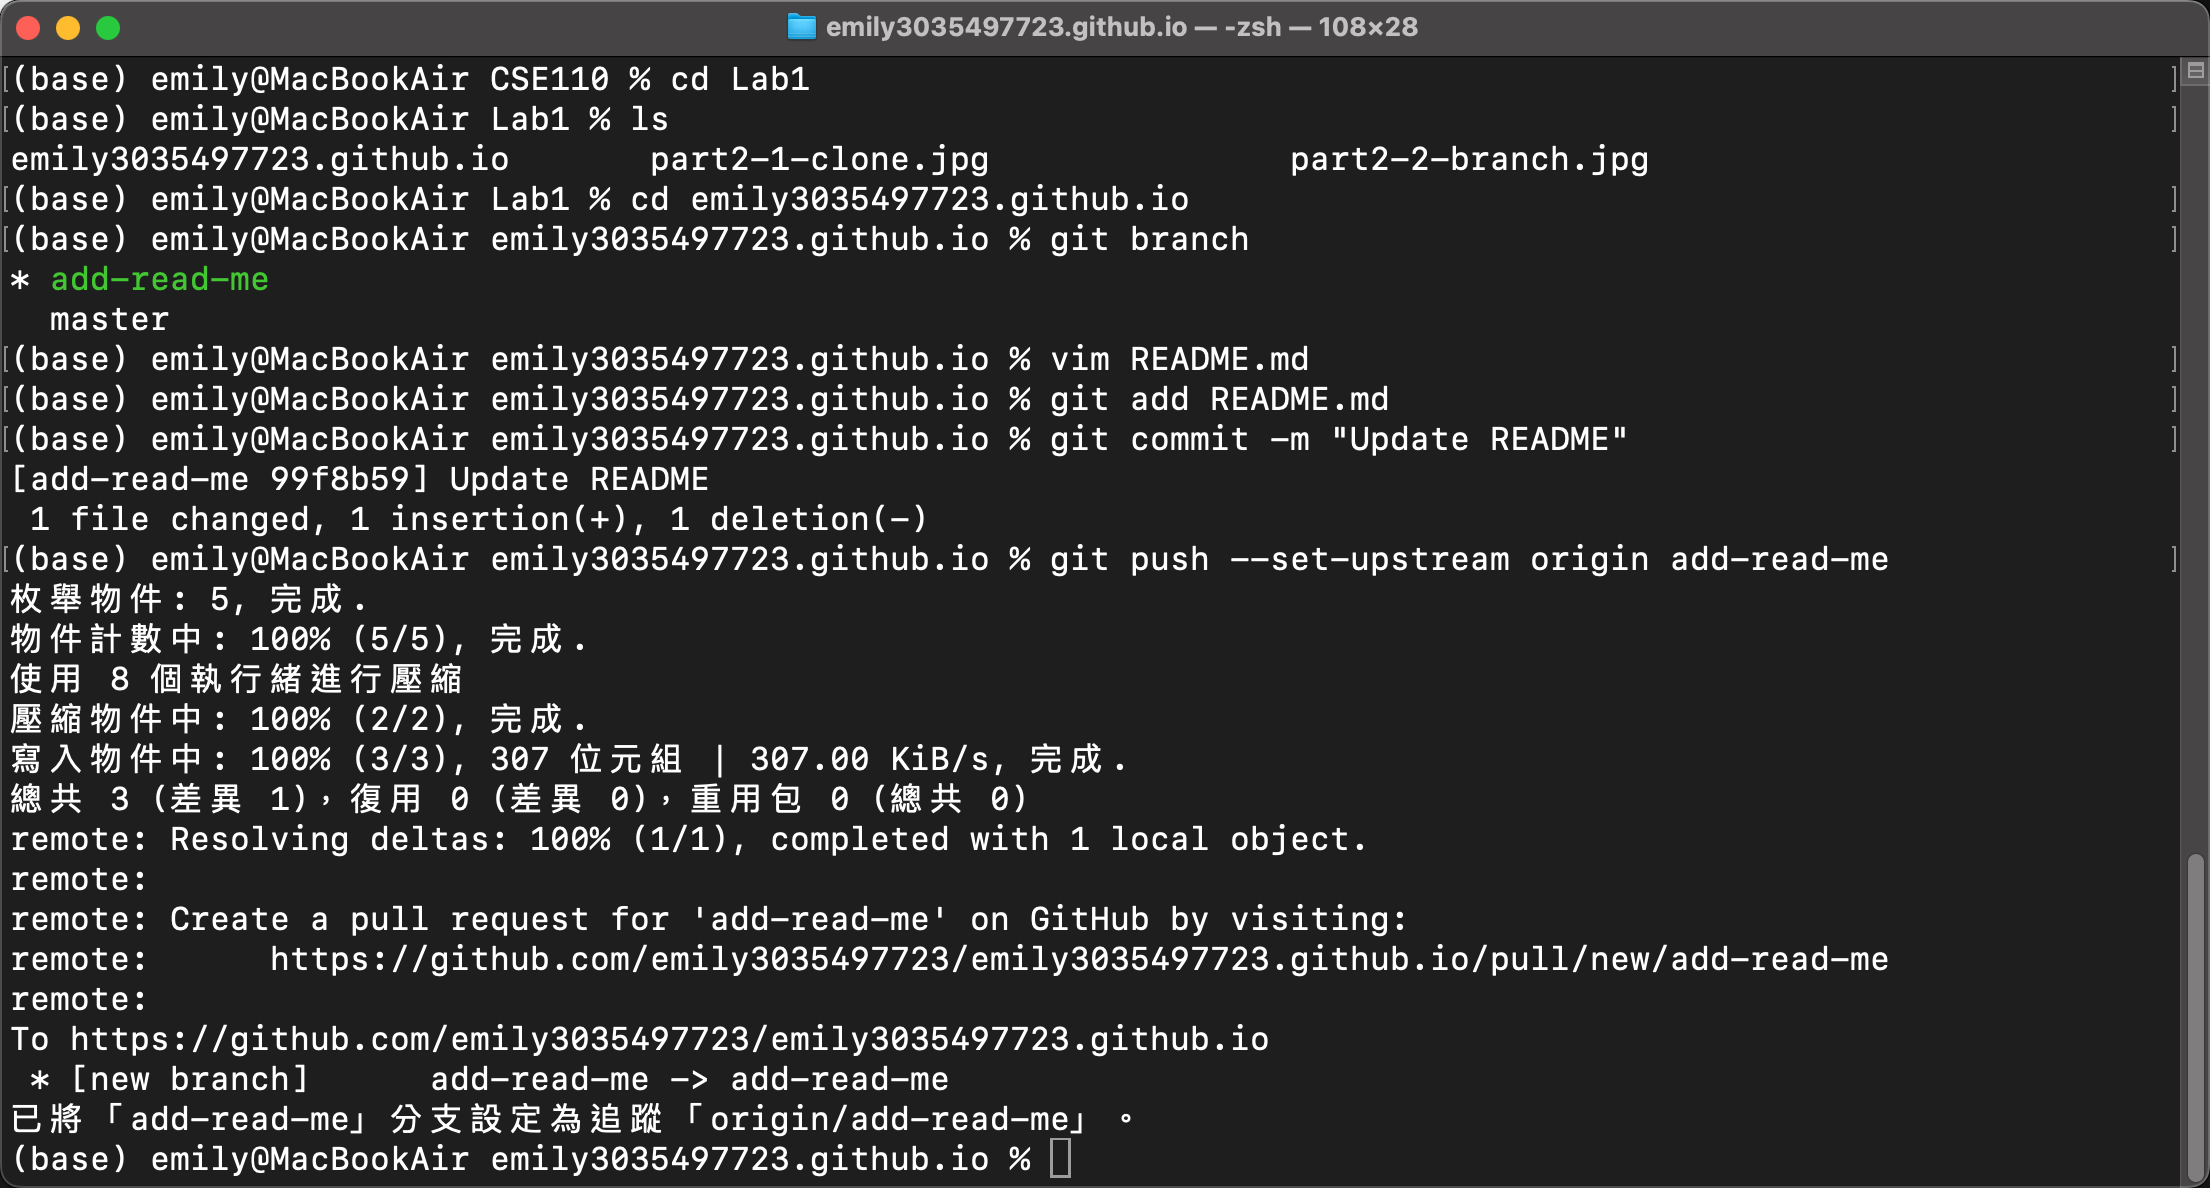 emily3035497723.github.io — -zsh — 108×28
(base) emily@MacBookAir CSE110 % cd Lab1
(base) emily@MacBookAir Lab1 % ls
emily3035497723.github.io       part2-1-clone.jpg               part2-2-branch.jpg
(base) emily@MacBookAir Lab1 % cd emily3035497723.github.io
(base) emily@MacBookAir emily3035497723.github.io % git branch
* add-read-me
  master
(base) emily@MacBookAir emily3035497723.github.io % vim README.md
(base) emily@MacBookAir emily3035497723.github.io % git add README.md
(base) emily@MacBookAir emily3035497723.github.io % git commit -m "Update README"
[add-read-me 99f8b59] Update README
 1 file changed, 1 insertion(+), 1 deletion(-)
(base) emily@MacBookAir emily3035497723.github.io % git push --set-upstream origin add-read-me
枚舉物件: 5, 完成.
物件計數中: 100% (5/5), 完成.
使用 8 個執行緒進行壓縮
壓縮物件中: 100% (2/2), 完成.
寫入物件中: 100% (3/3), 307 位元組 | 307.00 KiB/s, 完成.
總共 3 (差異 1)，復用 0 (差異 0)，重用包 0 (總共 0)
remote: Resolving deltas: 100% (1/1), completed with 1 local object.
remote:
remote: Create a pull request for 'add-read-me' on GitHub by visiting:
remote:      https://github.com/emily3035497723/emily3035497723.github.io/pull/new/add-read-me
remote:
To https://github.com/emily3035497723/emily3035497723.github.io
 * [new branch]      add-read-me -> add-read-me
已將「add-read-me」分支設定為追蹤「origin/add-read-me」。
(base) emily@MacBookAir emily3035497723.github.io %